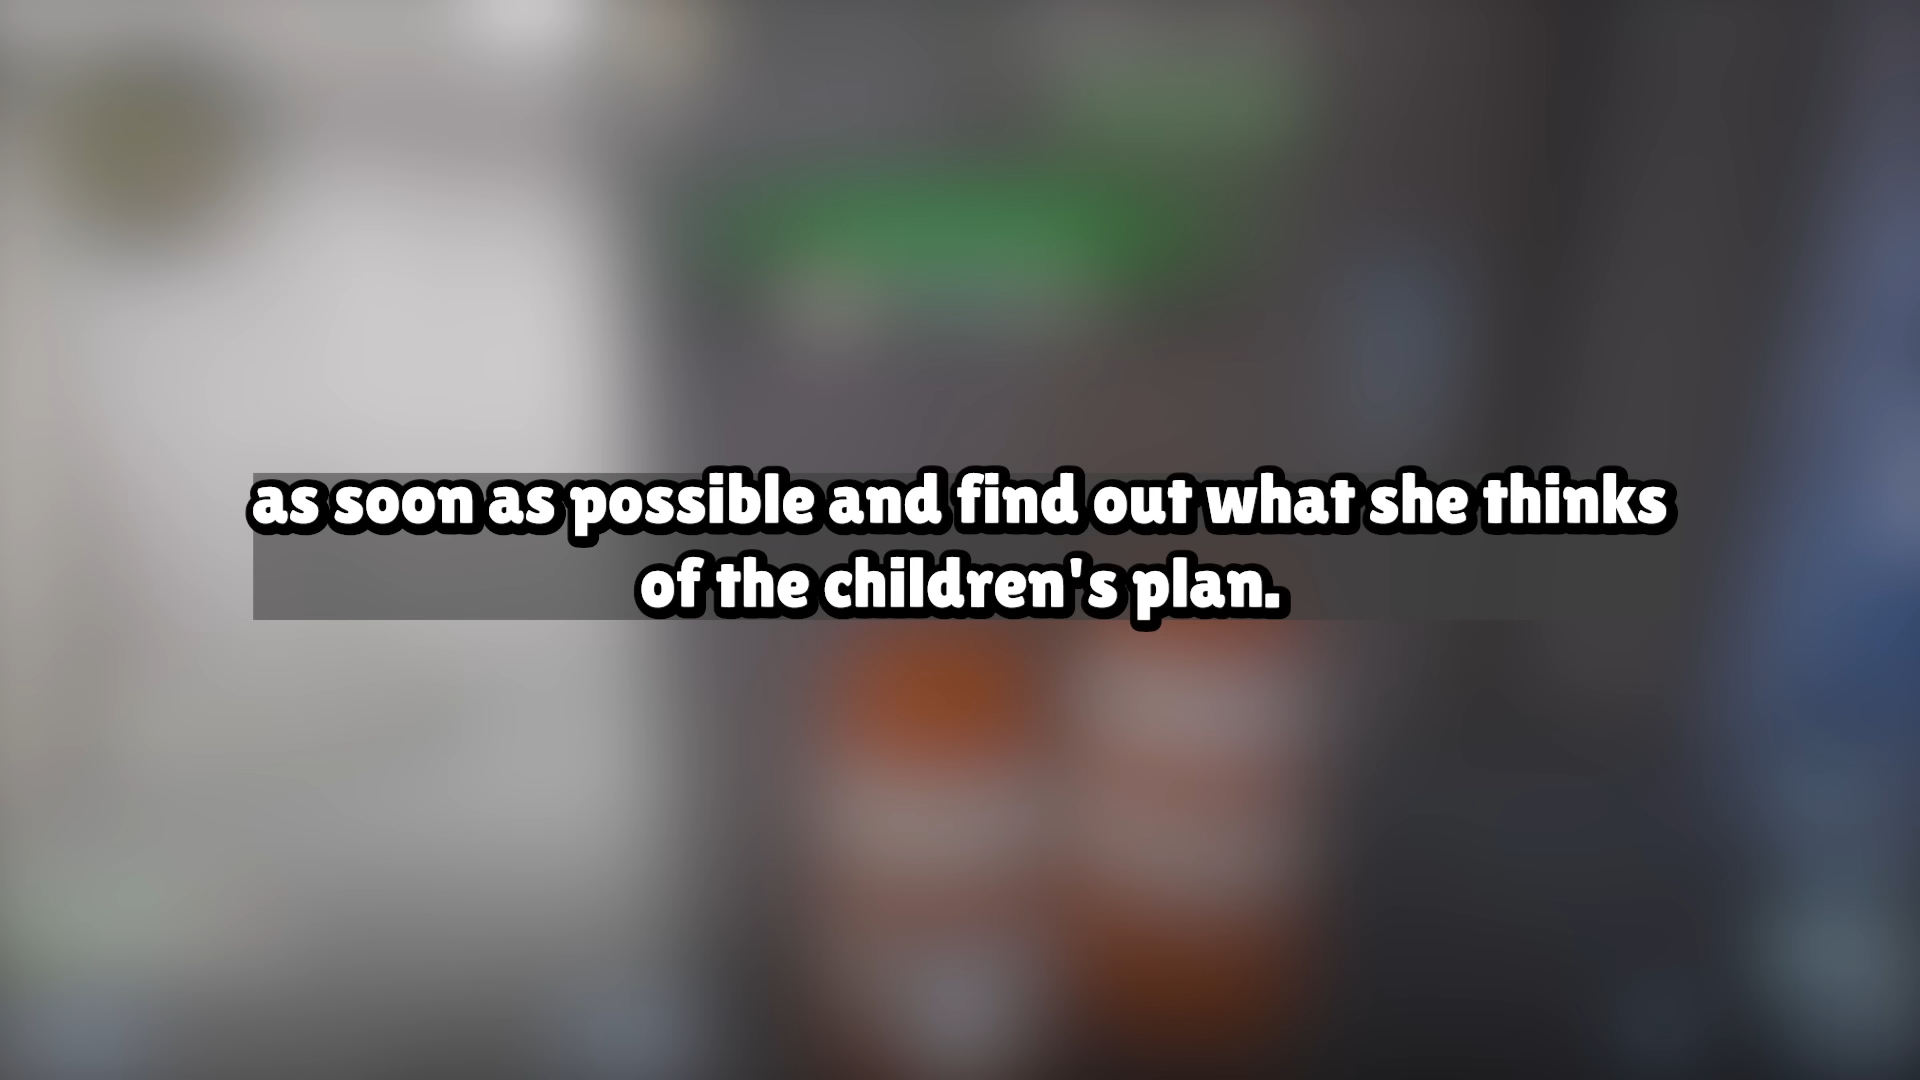 as soon as possible and find out what she thinks
of the children's plan.